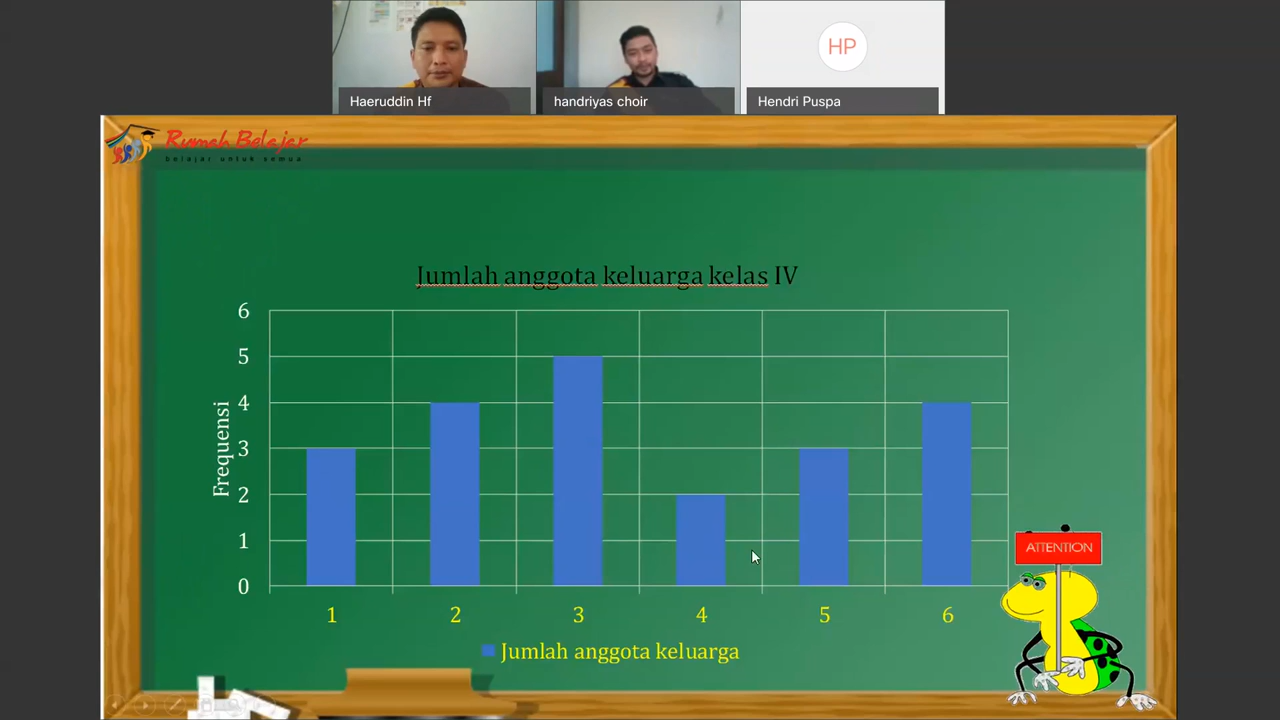 HP
Haeruddin Hf
handriyas choir
Hendri Puspa
Rumah Belajar
belajar untuk semua
Jumlah anggota keluarga kelas IV
6
5
4
3
2
1
0
Frequensi
1 2 3 4 5 6
Jumlah anggota keluarga
ATTENTION